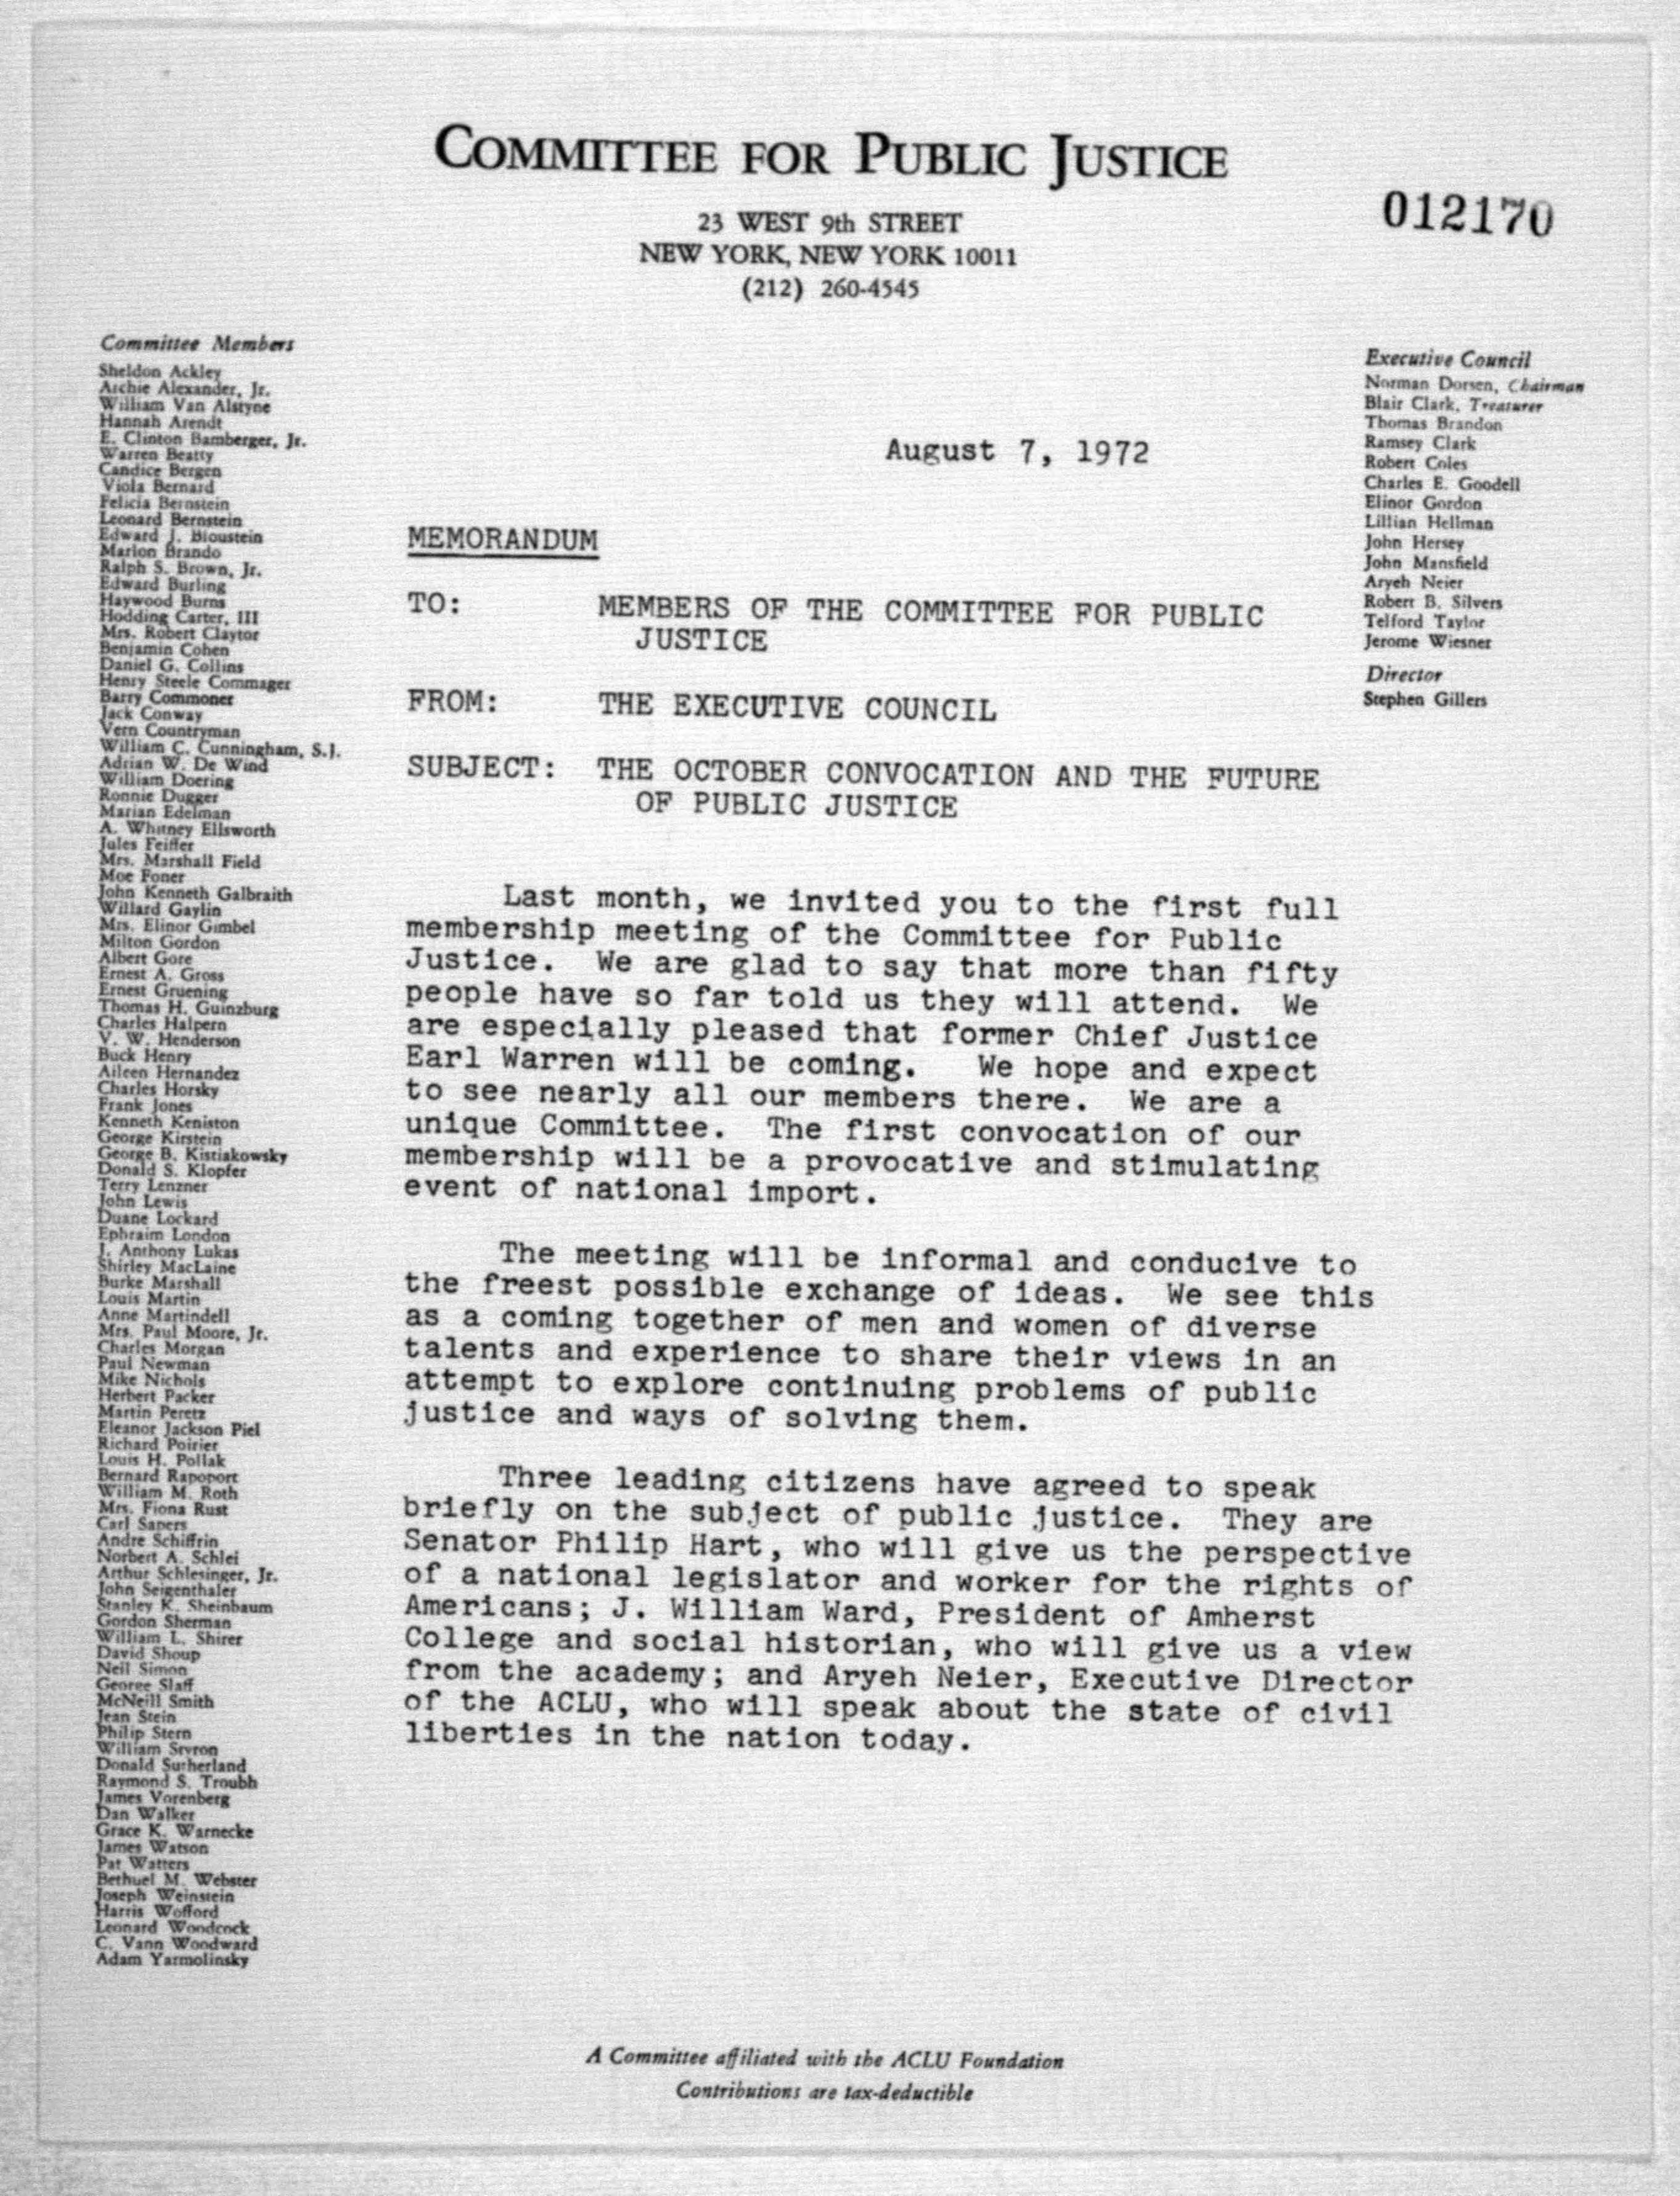 COMMITTEE FOR PUBLIC JUSTICE
23 WEST 9th STREET
NEW YORK, NEW YORK 10011
(212) 260-4545
012170
Committee Members
Sheldon Ackley
Archie Alexander, Jr.
William Van Alstyne
Hannah Arendt
E. Clinton Bamberger, Jr.
Warren Beatty
Candice Bergen
Viola Bernard
Felicia Bernstein
Leonard Bernstein
Edward J. Bloustein
Marlon Brando
Ralph S. Brown, Jr.
Edward Burling
Haywood Burns
Hodding Carter, III
Mrs. Robert Claytor
Benjamin Cohen
Daniel G. Collins
Henry Steele Commager
Barry Commoner
Jack Conway
Vern Countryman
William C. Cunningham, S.J.
Adrian W. De Wind
William Doering
Ronnie Dugger
Marian Edelman
A. Whitney Ellsworth
Jules Feiffer
Mrs. Marshall Field
Moe Foner
John Kenneth Galbraith
Willard Gaylin
Mrs. Elinor Gimbel
Milton Gordon
Albert Gore
Ernest A. Gross
Ernest Gruening
Thomas H. Guinzburg
Charles Halpern
V. W. Henderson
Buck Henry
Aileen Hernandez
Charles Horsky
Frank Jones
Kenneth Keniston
George Kirstein
George B. Kistiakowsky
Donald S. Klopfer
Terry Lenzner
John Lewis
Duane Lockard
Ephraim London
J. Anthony Lukas
Shirley MacLaine
Burke Marshall
Louis Martin
Anne Martindell
Mrs. Paul Moore, Jr.
Charles Morgan
Paul Newman
Mike Nichols
Herbert Packer
Martin Peretz
Eleanor Jackson Piel
Richard Poirier
Louis H. Pollak
Bernard Rapoport
William M. Roth
Mrs. Fiona Rust
Carl Sapers
Andre Schiffrin
Norbert A. Schlei
Arthur Schlesinger, Jr.
John Seigenthaler
Stanley K. Sheinbaum
Gordon Sherman
William L. Shirer
David Shoup
Neil Simon
George Slaff
McNeill Smith
Jean Stein
Philip Stern
William Styron
Donald Sutherland
Raymond S. Troubh
James Vorenberg
Dan Walker
Grace K. Warnecke
James Watson
Pat Watters
Bethuel M. Webster
Joseph Weinstein
Harris Wofford
Leonard Woodcock
C. Vann Woodward
Adam Yarmolinsky
Executive Council
Norman Dorsen, Chairman
Blair Clark, Treasurer
Thomas Brandon
Ramsey Clark
Robert Coles
Charles E. Goodell
Elinor Gordon
Lillian Hellman
John Hersey
John Mansfield
Aryeh Neier
Robert B. Silvers
Telford Taylor
Jerome Wiesner
Director
Stephen Gillers
August 7, 1972
MEMORANDUM
TO: MEMBERS OF THE COMMITTEE FOR PUBLIC
JUSTICE
FROM: THE EXECUTIVE COUNCIL
SUBJECT: THE OCTOBER CONVOCATION AND THE FUTURE
OF PUBLIC JUSTICE
Last month, we invited you to the first full
membership meeting of the Committee for Public
Justice. We are glad to say that more than fifty
people have so far told us they will attend. We
are especially pleased that former Chief Justice
Earl Warren will be coming. We hope and expect
to see nearly all our members there. We are a
unique Committee. The first convocation of our
membership will be a provocative and stimulating
event of national import.
The meeting will be informal and conducive to
the freest possible exchange of ideas. We see this
as a coming together of men and women of diverse
talents and experience to share their views in an
attempt to explore continuing problems of public
justice and ways of solving them.
Three leading citizens have agreed to speak
briefly on the subject of public justice. They are
Senator Philip Hart, who will give us the perspective
of a national legislator and worker for the rights of
Americans; J. William Ward, President of Amherst
College and social historian, who will give us a view
from the academy; and Aryeh Neier, Executive Director
of the ACLU, who will speak about the state of civil
liberties in the nation today.
A Committee affiliated with the ACLU Foundation
Contributions are tax-deductible